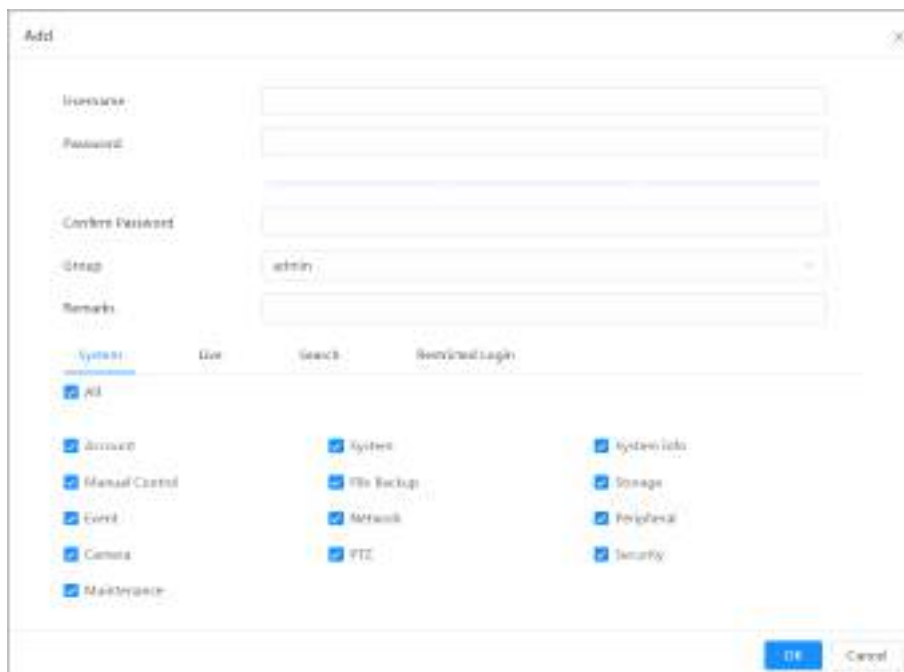 Add
Username
Password
Confirm Password
Group admin
Remarks
System Live Search Restricted Login
All
Account System System Info
Manual Control File Backup Storage
Event Network Peripheral
Camera PTZ Security
Maintenance
OK Cancel